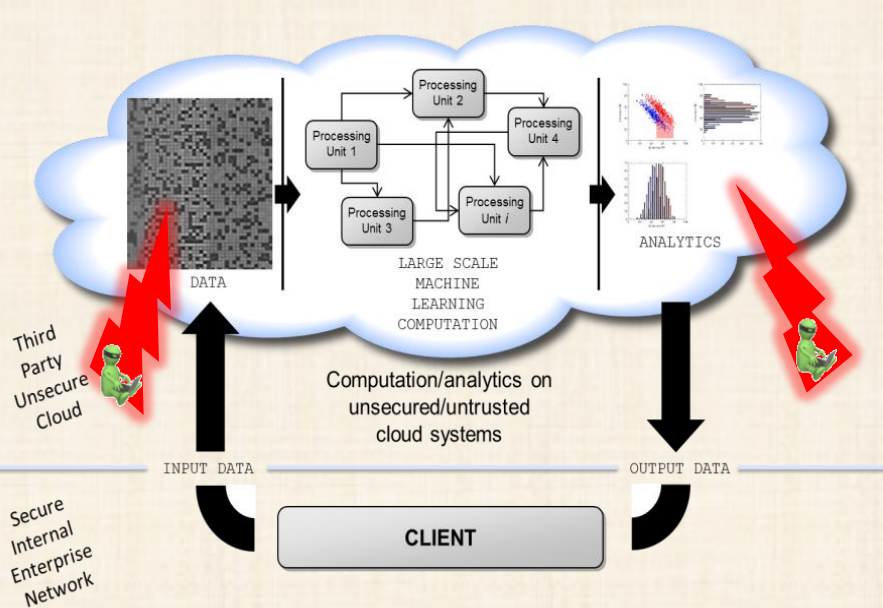 Processing
Unit 2
Processing
Unit 1
Processing
Unit 4
Processing
Unit 3
Processing
Unit i
DATA
LARGE SCALE
MACHINE
LEARNING
COMPUTATION
ANALYTICS
Third
Party
Unsecure
Cloud
Computation/analytics on
unsecured/untrusted
cloud systems
INPUT DATA
OUTPUT DATA
Secure
Internal
Enterprise
Network
CLIENT